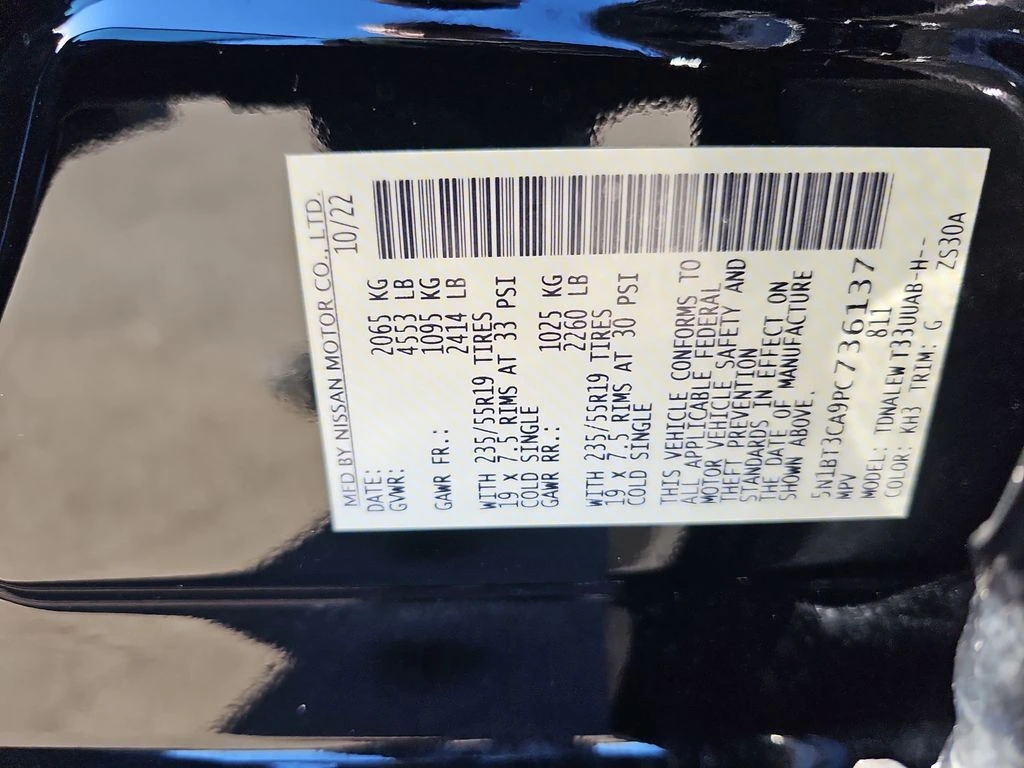 MFD BY NISSAN MOTOR CO., LTD.
DATE: 10/22
GVWR: 2065 KG
4553 LB
GAWR FR.: 1095 KG
2414 LB
WITH 235/55R19 TIRES
19 X 7.5 RIMS AT 33 PSI
COLD SINGLE
GAWR RR.: 1025 KG
2260 LB
WITH 235/55R19 TIRES
19 X 7.5 RIMS AT 30 PSI
COLD SINGLE
THIS VEHICLE CONFORMS TO
ALL APPLICABLE FEDERAL
MOTOR VEHICLE SAFETY AND
THEFT PREVENTION
STANDARDS IN EFFECT ON
THE DATE OF MANUFACTURE
SHOWN ABOVE.
5N1BT3CA9PC736137
MPV 811
MODEL: TDNALEWT33UUAB-H--
COLOR: KH3 TRIM: G ZS30A